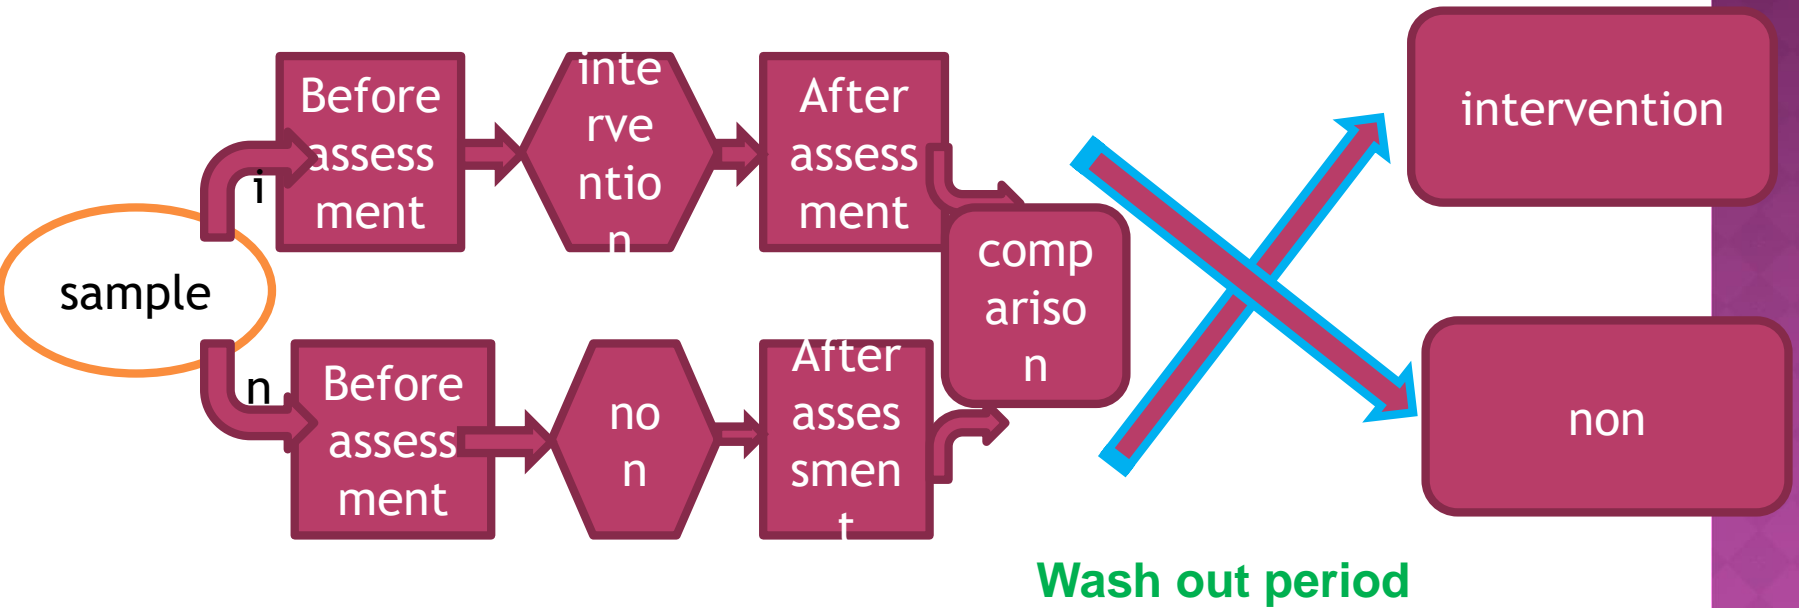 sample
i
n
Before
assess
ment
inte
rve
ntio
n
After
assess
ment
Before
assess
ment
no
n
After
asses
smen
t
comp
ariso
n
intervention
non
Wash out period